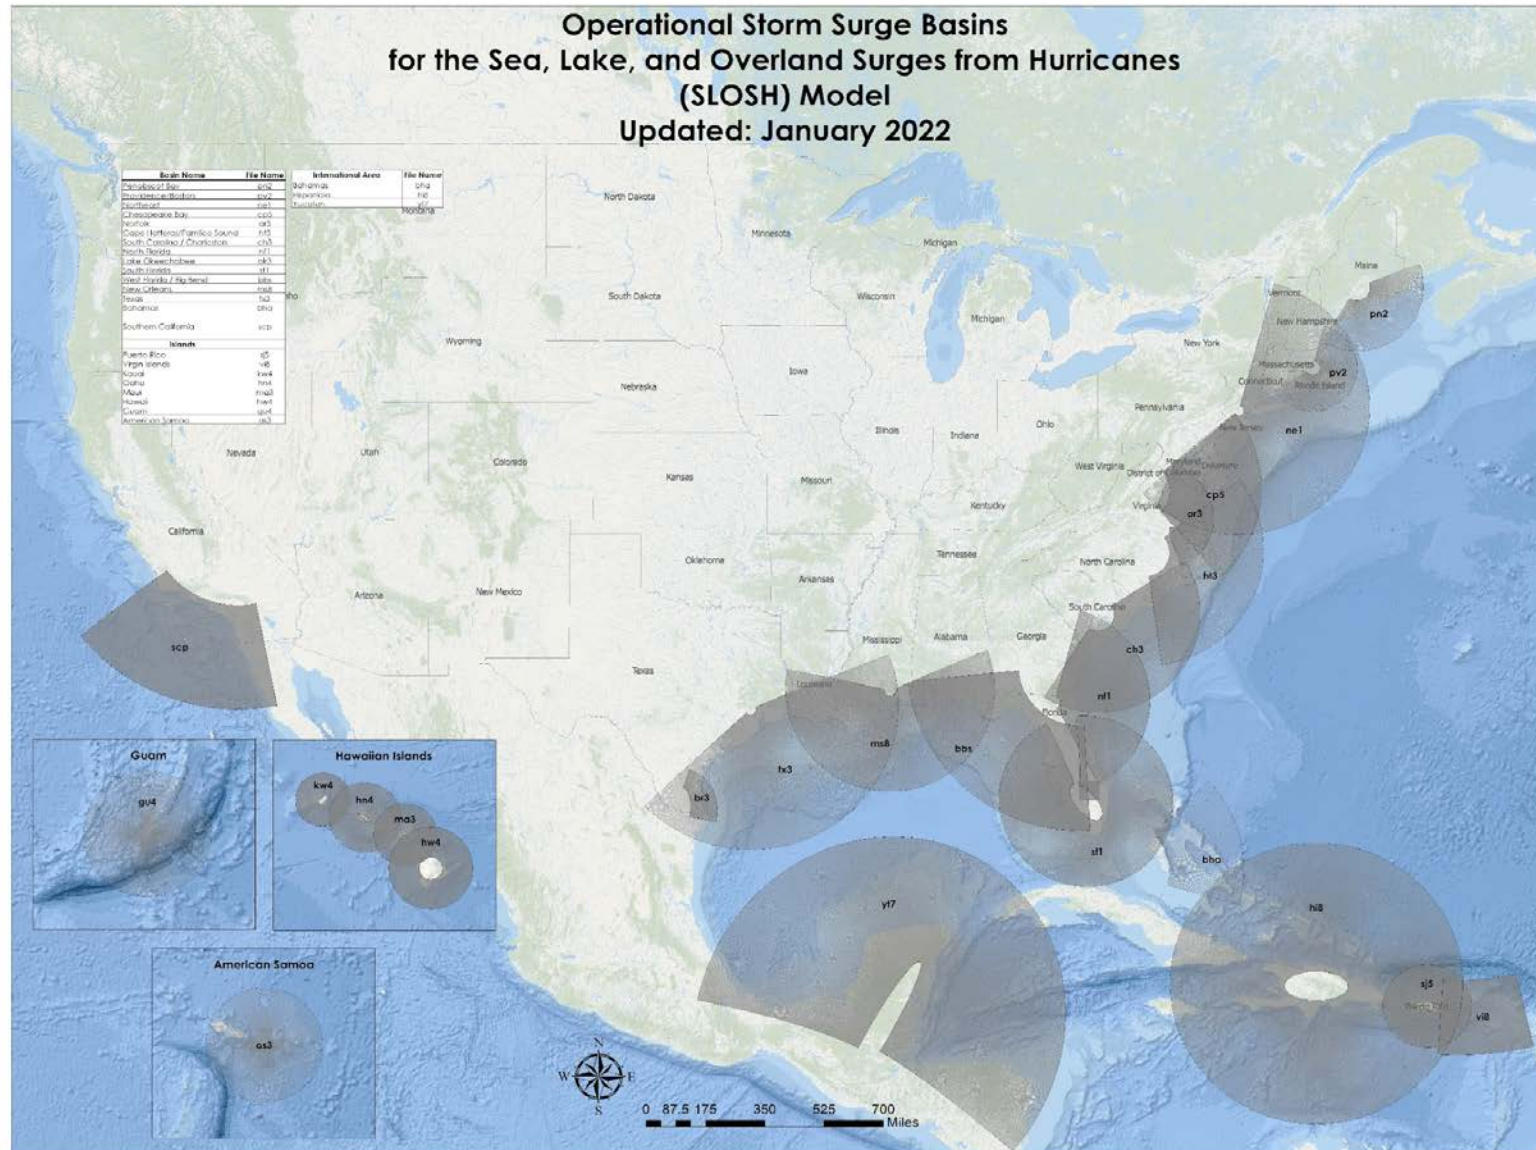 Operational Storm Surge Basins
for the Sea, Lake, and Overland Surges from Hurricanes
(SLOSH) Model
Updated: January 2022
Basin Name File Name
Penobscot Bay pn2
Providence/Boston pv2
Northeast ne1
Chesapeake Bay cp5
Norfolk or3
Cape Hatteras/Pamlico Sound ht3
South Carolina / Charleston ch3
North Florida nf1
Lake Okeechobee ok3
South Florida sf1
West Florida / Big Bend bbs
New Orleans ms8
Texas tx3
Bahamas bha
Southern California scp
Islands
Puerto Rico sj5
Virgin Islands vi8
Kauai kw4
Oahu hn4
Maui ma3
Hawaii hw4
Guam gu4
American Samoa as3
International Area File Name
Bahamas bha
Hispaniola hi8
Yucatan yt7
Montana
North Dakota
Minnesota
Michigan
Maine
aho
South Dakota
Wisconsin
Michigan
Vermont
New Hampshire
pn2
Wyoming
New York
Massachusetts
pv2
Connecticut
Rhode Island
Nebraska
Iowa
Pennsylvania
New Jersey
ne1
Nevada
Utah
Colorado
Illinois
Indiana
Ohio
Kansas
Missouri
West Virginia
District of Columbia
Maryland
Delaware
cp5
Kentucky
Virginia
or3
California
Oklahoma
Arkansas
Tennessee
North Carolina
ht3
Arizona
New Mexico
South Carolina
scp
Texas
Mississippi
Alabama
Georgia
ch3
Louisiana
nf1
Florida
ms8
bbs
tx3
br3
sf1
bha
yt7
hi8
sj5
Puerto Rico
vi8
Guam
gu4
Hawaiian Islands
kw4
hn4
ma3
hw4
American Samoa
as3
N
W E
S
0 87.5 175 350 525 700
Miles